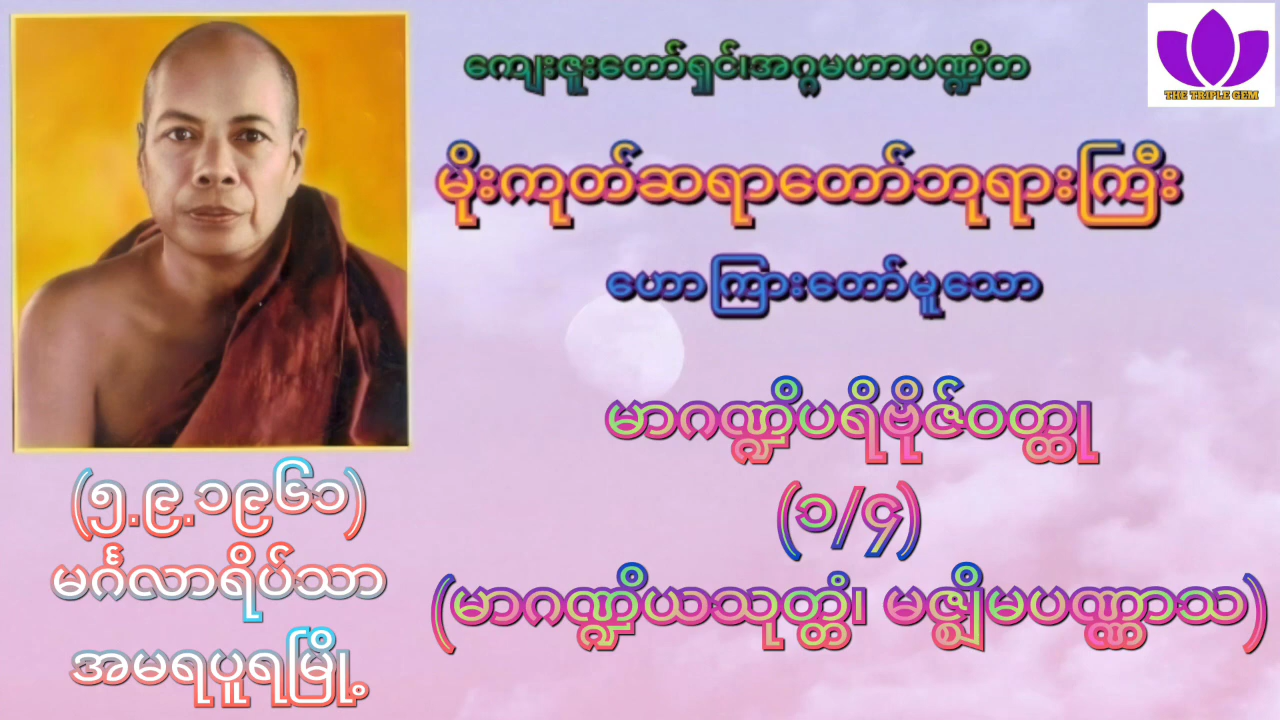 ကျေးဇူးတော်ရှင်၊အဂ္ဂမဟာပဏ္ဍိတ
THE TRIPLE GEM
မိုးကုတ်ဆရာတော်ဘုရားကြီး
ဟောကြားတော်မူသော
မာဂဏ္ဍိပရိဗိုဇ်ဝတ္ထု
(၁/၄)
(မာဂဏ္ဍိယသုတ္တံ၊ မဇ္ဈိမပဏ္ဏာသ)
(၅.၉.၁၉၆၁)
မင်္ဂလာရိပ်သာ
အမရပူရမြို့